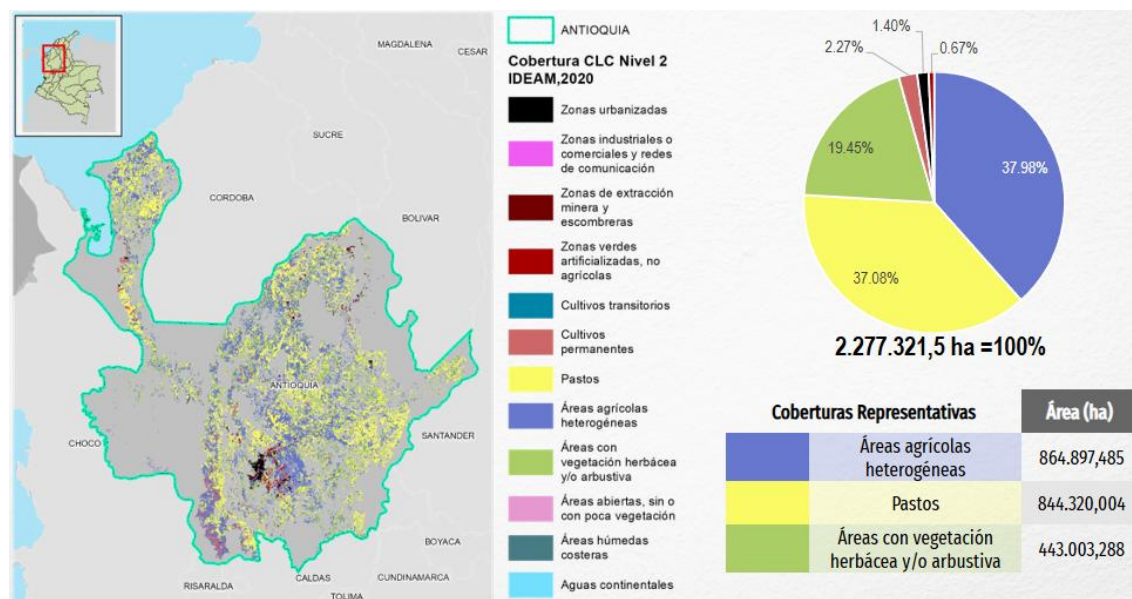 MAGDALENA
CESAR
SUCRE
CORDOBA
BOLIVAR
ANTIOQUIA
CHOCO
SANTANDER
BOYACA
RISARALDA
CALDAS
CUNDINAMARCA
TOLIMA
ANTIOQUIA
Cobertura CLC Nivel 2
IDEAM,2020
Zonas urbanizadas
Zonas industriales o
comerciales y redes
de comunicación
Zonas de extracción
minera y
escombreras
Zonas verdes
artificializadas, no
agrícolas
Cultivos transitorios
Cultivos
permanentes
Pastos
Áreas agrícolas
heterogéneas
Áreas con
vegetación herbácea
y/o arbustiva
Áreas abiertas, sin o
con poca vegetación
Áreas húmedas
costeras
Aguas continentales
1.40%
2.27%
0.67%
19.45%
37.98%
37.08%
2.277.321,5 ha =100%
Coberturas Representativas Área (ha)
Áreas agrícolas
heterogéneas
864.897,485
Pastos 844.320,004
Áreas con vegetación
herbácea y/o arbustiva
443.003,288